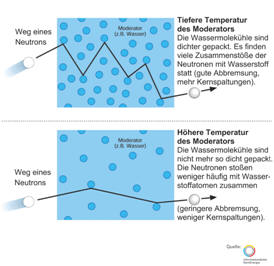 Weg eines
Neutrons
Moderator
(z.B. Wasser)
Tiefere Temperatur
des Moderators
Die Wassermolekühle sind
dichter gepackt. Es finden
viele Zusammenstöße der
Neutronen mit Wasserstoff
statt (gute Abbremsung,
mehr Kernspaltungen).
Weg eines
Neutrons
Moderator
(z.B. Wasser)
Höhere Temperatur
des Moderators
Die Wassermolekühle sind
nicht mehr so dicht gepackt.
Die Neutronen stoßen
weniger häufig mit Wasser-
stoffatomen zusammen
(geringere Abbremsung,
weniger Kernspaltungen).
Quelle: